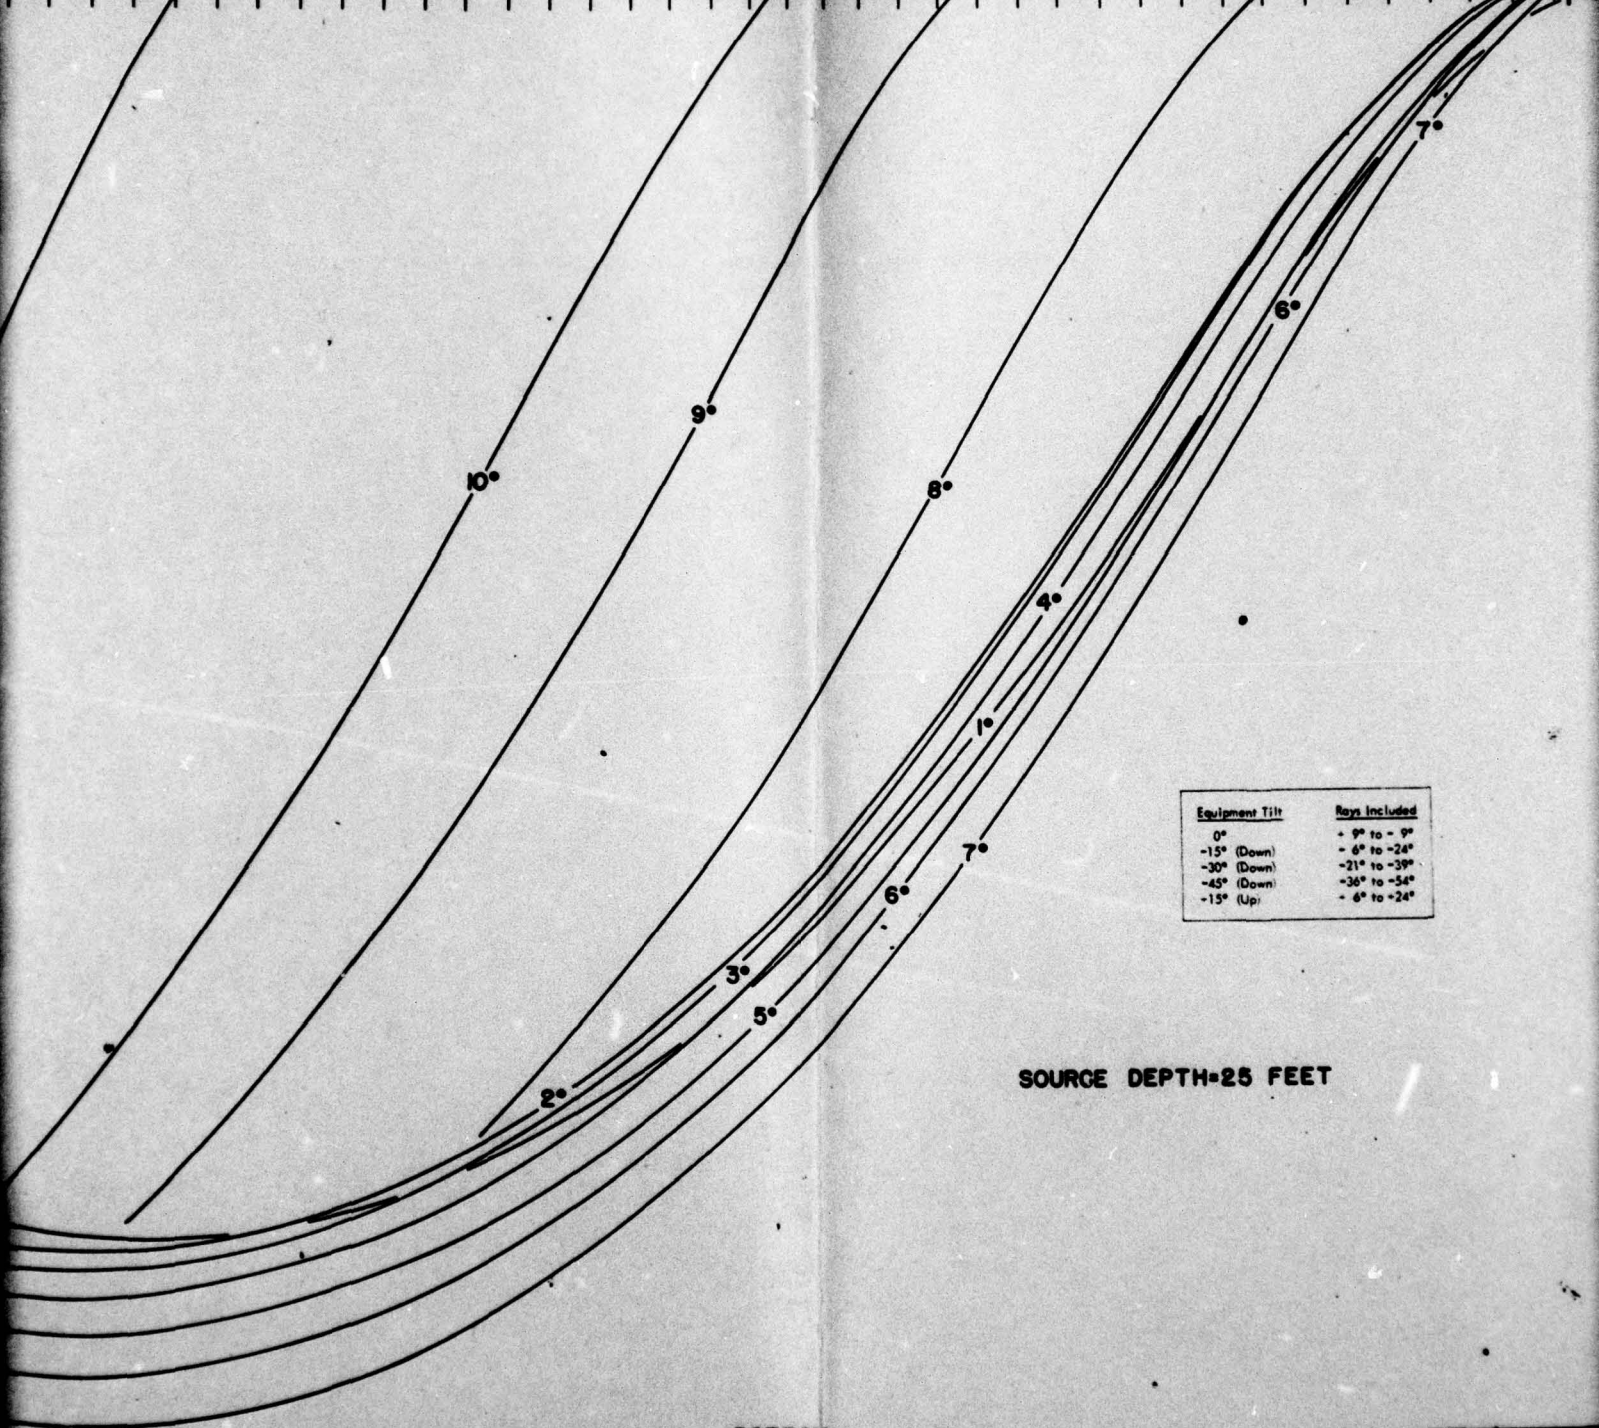 7°
6°
9°
10°
8°
4°
1°
Equipment Tilt Rays Included
0° + 9° to - 9°
-15° (Down) - 6° to -24°
-30° (Down) -21° to -39°
-45° (Down) -36° to -54°
-15° (Up) - 6° to +24°
7°
6°
3°
5°
SOURCE DEPTH=25 FEET
2°